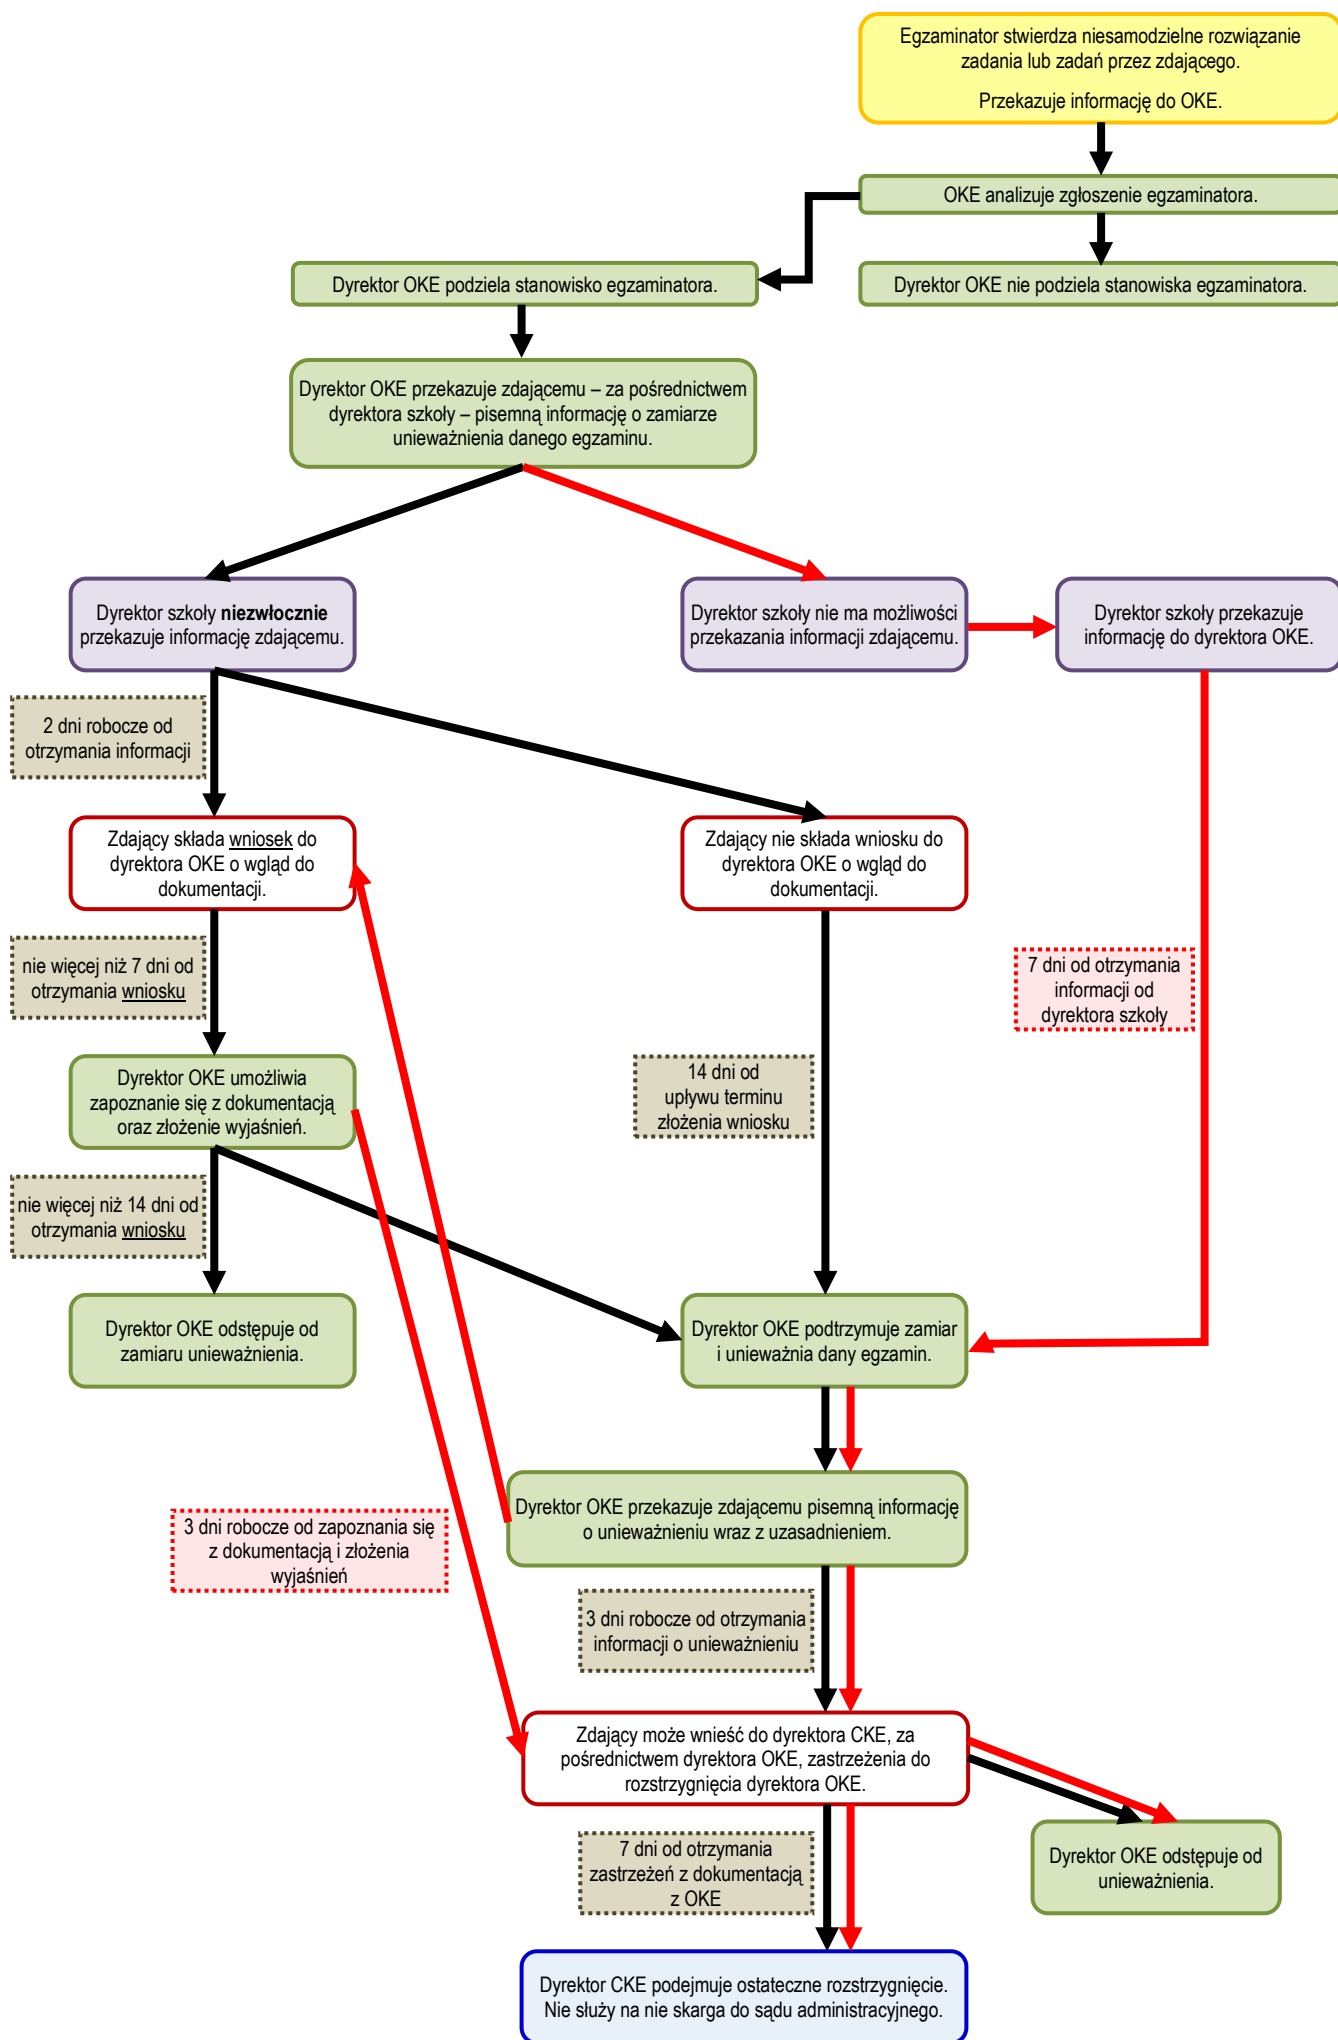 Egzaminator stwierdza niesamodzielne rozwiązanie
zadania lub zadań przez zdającego.
Przekazuje informację do OKE.
OKE analizuje zgłoszenie egzaminatora.
Dyrektor OKE podziela stanowisko egzaminatora.
Dyrektor OKE nie podziela stanowiska egzaminatora.
Dyrektor OKE przekazuje zdającemu – za pośrednictwem
dyrektora szkoły – pisemną informację o zamiarze
unieważnienia danego egzaminu.
Dyrektor szkoły niezwłocznie
przekazuje informację zdającemu.
Dyrektor szkoły nie ma możliwości
przekazania informacji zdającemu.
Dyrektor szkoły przekazuje
informację do dyrektora OKE.
2 dni robocze od
otrzymania informacji
Zdający składa wniosek do
dyrektora OKE o wgląd do
dokumentacji.
Zdający nie składa wniosku do
dyrektora OKE o wgląd do
dokumentacji.
nie więcej niż 7 dni od
otrzymania wniosku
7 dni od otrzymania
informacji od
dyrektora szkoły
Dyrektor OKE umożliwia
zapoznanie się z dokumentacją
oraz złożenie wyjaśnień.
14 dni od
upływu terminu
złożenia wniosku
nie więcej niż 14 dni od
otrzymania wniosku
Dyrektor OKE odstępuje od
zamiaru unieważnienia.
Dyrektor OKE podtrzymuje zamiar
i unieważnia dany egzamin.
Dyrektor OKE przekazuje zdającemu pisemną informację
o unieważnieniu wraz z uzasadnieniem.
3 dni robocze od zapoznania się
z dokumentacją i złożenia
wyjaśnień
3 dni robocze od otrzymania
informacji o unieważnieniu
Zdający może wnieść do dyrektora CKE, za
pośrednictwem dyrektora OKE, zastrzeżenia do
rozstrzygnięcia dyrektora OKE.
7 dni od otrzymania
zastrzeżeń z dokumentacją
z OKE
Dyrektor OKE odstępuje od
unieważnienia.
Dyrektor CKE podejmuje ostateczne rozstrzygnięcie.
Nie służy na nie skarga do sądu administracyjnego.